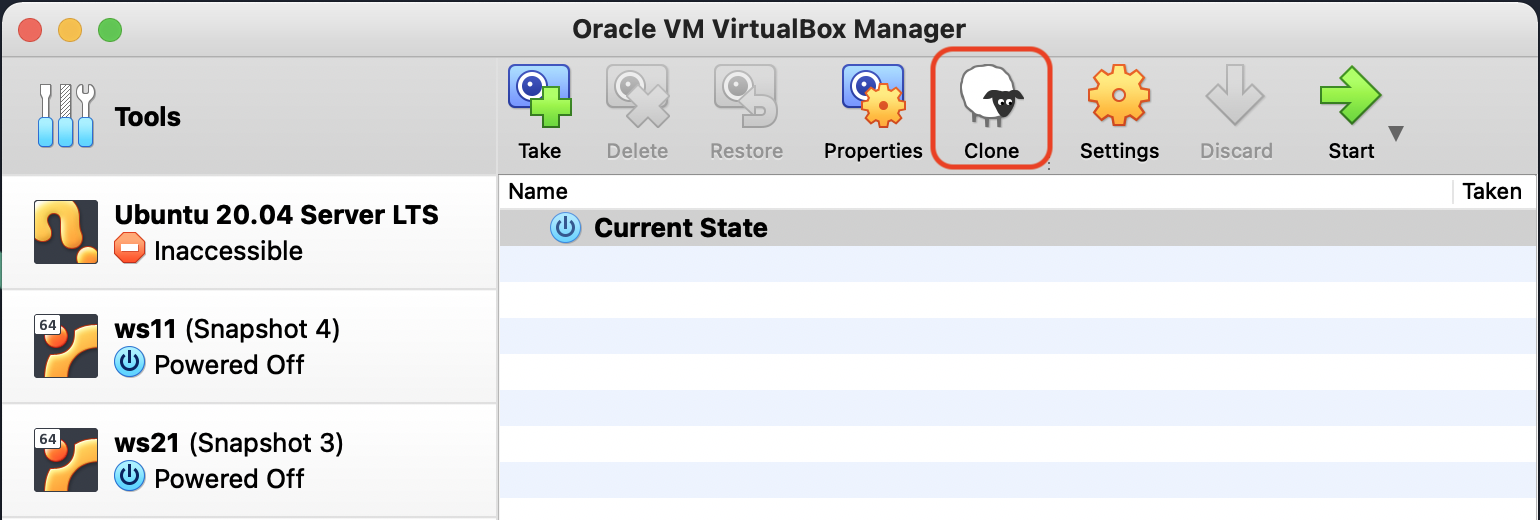 Oracle VM VirtualBox Manager
Tools
Take
Delete
Restore
Properties
Clone
Settings
Discard
Start
Ubuntu 20.04 Server LTS
Inaccessible
64
ws11 (Snapshot 4)
Powered Off
64
ws21 (Snapshot 3)
Powered Off
Name
Taken
Current State